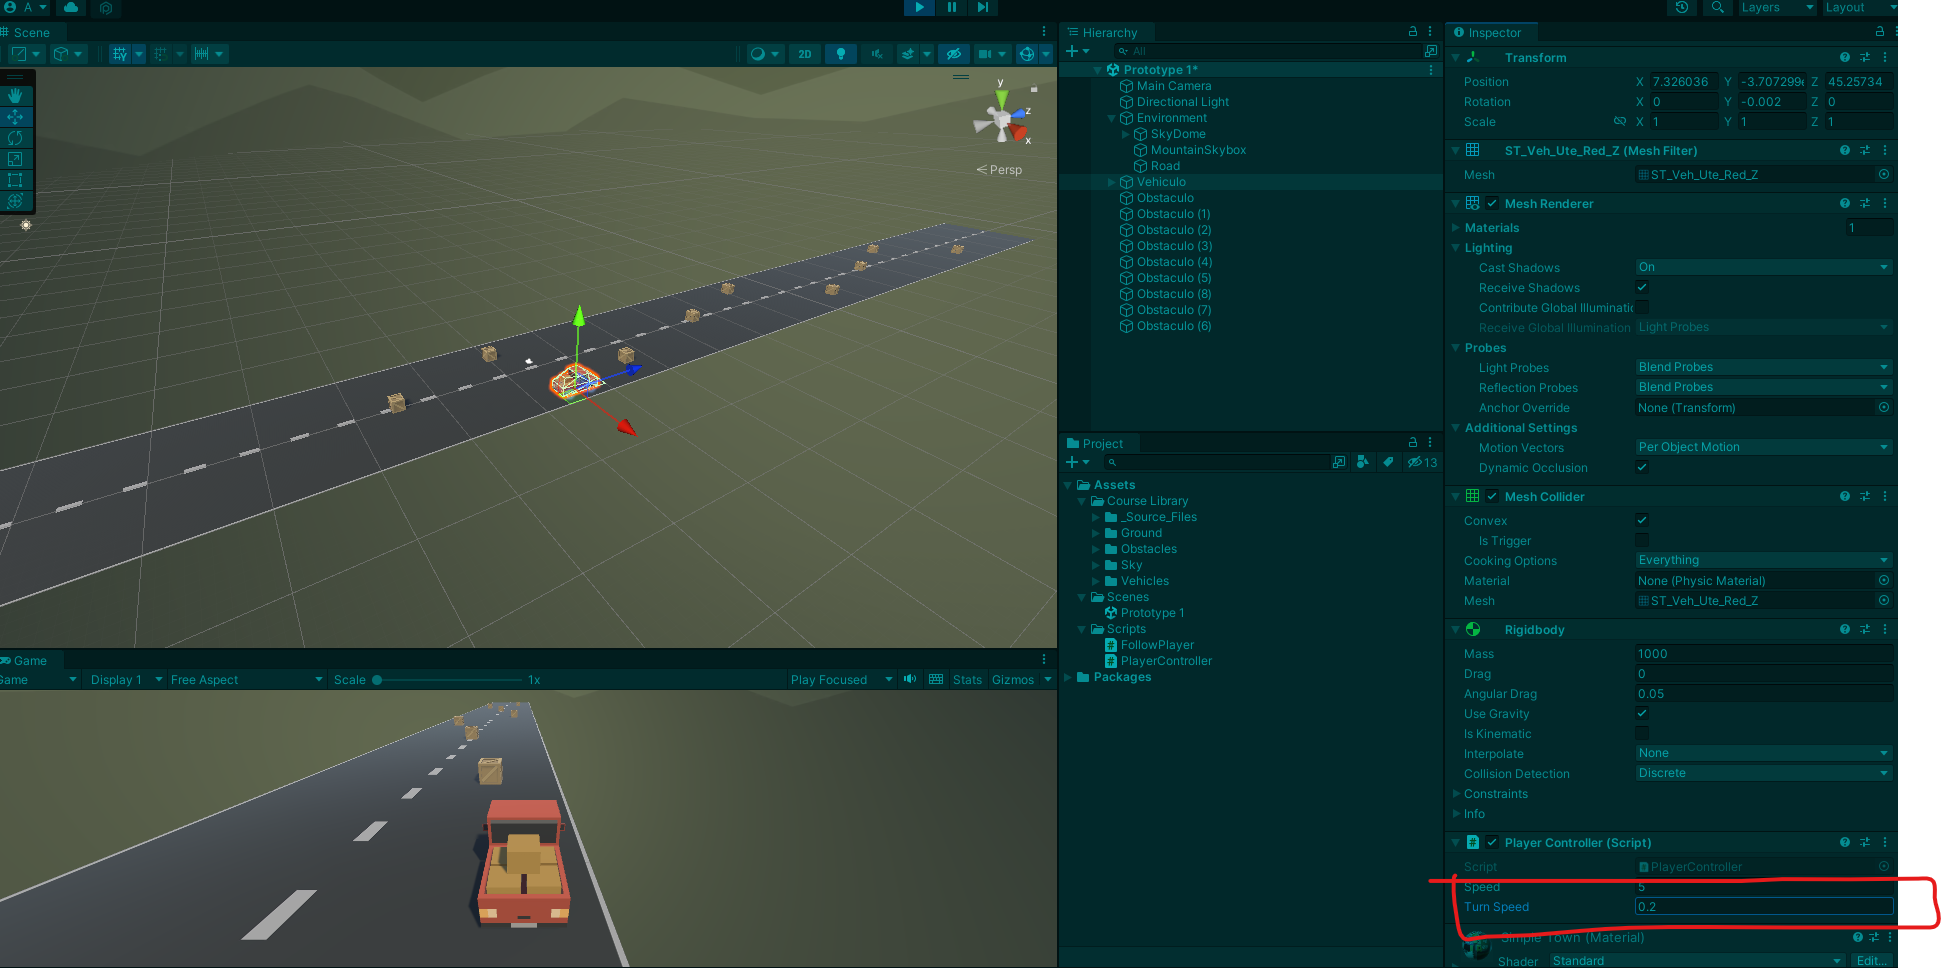 A
Layers
Layout
Scene
2D
y
z
x
Persp
Game
Game
Display 1
Free Aspect
Scale
1x
Play Focused
Stats
Gizmos
Hierarchy
All
Prototype 1*
Main Camera
Directional Light
Environment
SkyDome
MountainSkybox
Road
Vehiculo
Obstaculo
Obstaculo (1)
Obstaculo (2)
Obstaculo (3)
Obstaculo (4)
Obstaculo (5)
Obstaculo (8)
Obstaculo (7)
Obstaculo (6)
Project
13
Assets
Course Library
_Source_Files
Ground
Obstacles
Sky
Vehicles
Scenes
Prototype 1
Scripts
FollowPlayer
PlayerController
Packages
Inspector
Transform
Position X 7.326036 Y -3.707299e Z 45.25734
Rotation X 0 Y -0.002 Z 0
Scale X 1 Y 1 Z 1
ST_Veh_Ute_Red_Z (Mesh Filter)
Mesh ST_Veh_Ute_Red_Z
Mesh Renderer
Materials 1
Lighting
Cast Shadows On
Receive Shadows
Contribute Global Illuminatio
Receive Global Illumination Light Probes
Probes
Light Probes Blend Probes
Reflection Probes Blend Probes
Anchor Override None (Transform)
Additional Settings
Motion Vectors Per Object Motion
Dynamic Occlusion
Mesh Collider
Convex
Is Trigger
Cooking Options Everything
Material None (Physic Material)
Mesh ST_Veh_Ute_Red_Z
Rigidbody
Mass 1000
Drag 0
Angular Drag 0.05
Use Gravity
Is Kinematic
Interpolate None
Collision Detection Discrete
Constraints
Info
Player Controller (Script)
Script PlayerController
Speed 5
Turn Speed 0.2
Simple Town (Material)
Shader Standard Edit...